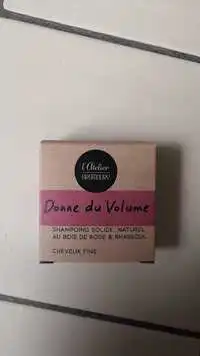 l'Atelier
Donne du Volume
SHAMPOING SOLIDE, NATUREL
AU BOIS DE ROSE & RHASSOUL
CHEVEUX FINS